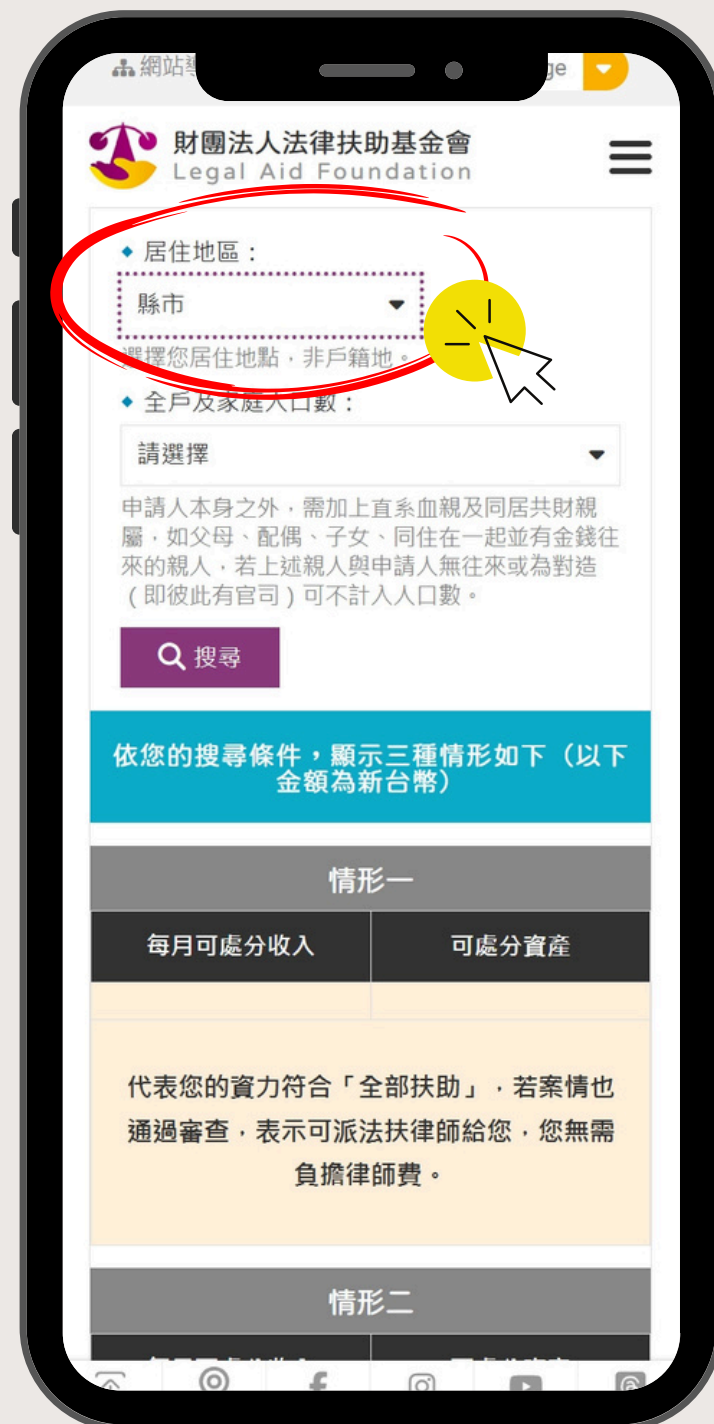 網站
ge
財團法人法律扶助基金會
Legal Aid Foundation
居住地區：
縣市
選擇您居住地點，非戶籍地。
全戶及家庭人口數：
請選擇
申請人本身之外，需加上直系血親及同居共財親
屬，如父母、配偶、子女、同住在一起並有金錢往
來的親人，若上述親人與申請人無往來或為對造
(即彼此有官司)可不計入人口數。
搜尋
依您的搜尋條件，顯示三種情形如下（以下
金額為新台幣）
情形一
每月可處分收入 可處分資產
代表您的資力符合「全部扶助」，若案情也
通過審查，表示可派法扶律師給您，您無需
負擔律師費。
情形二